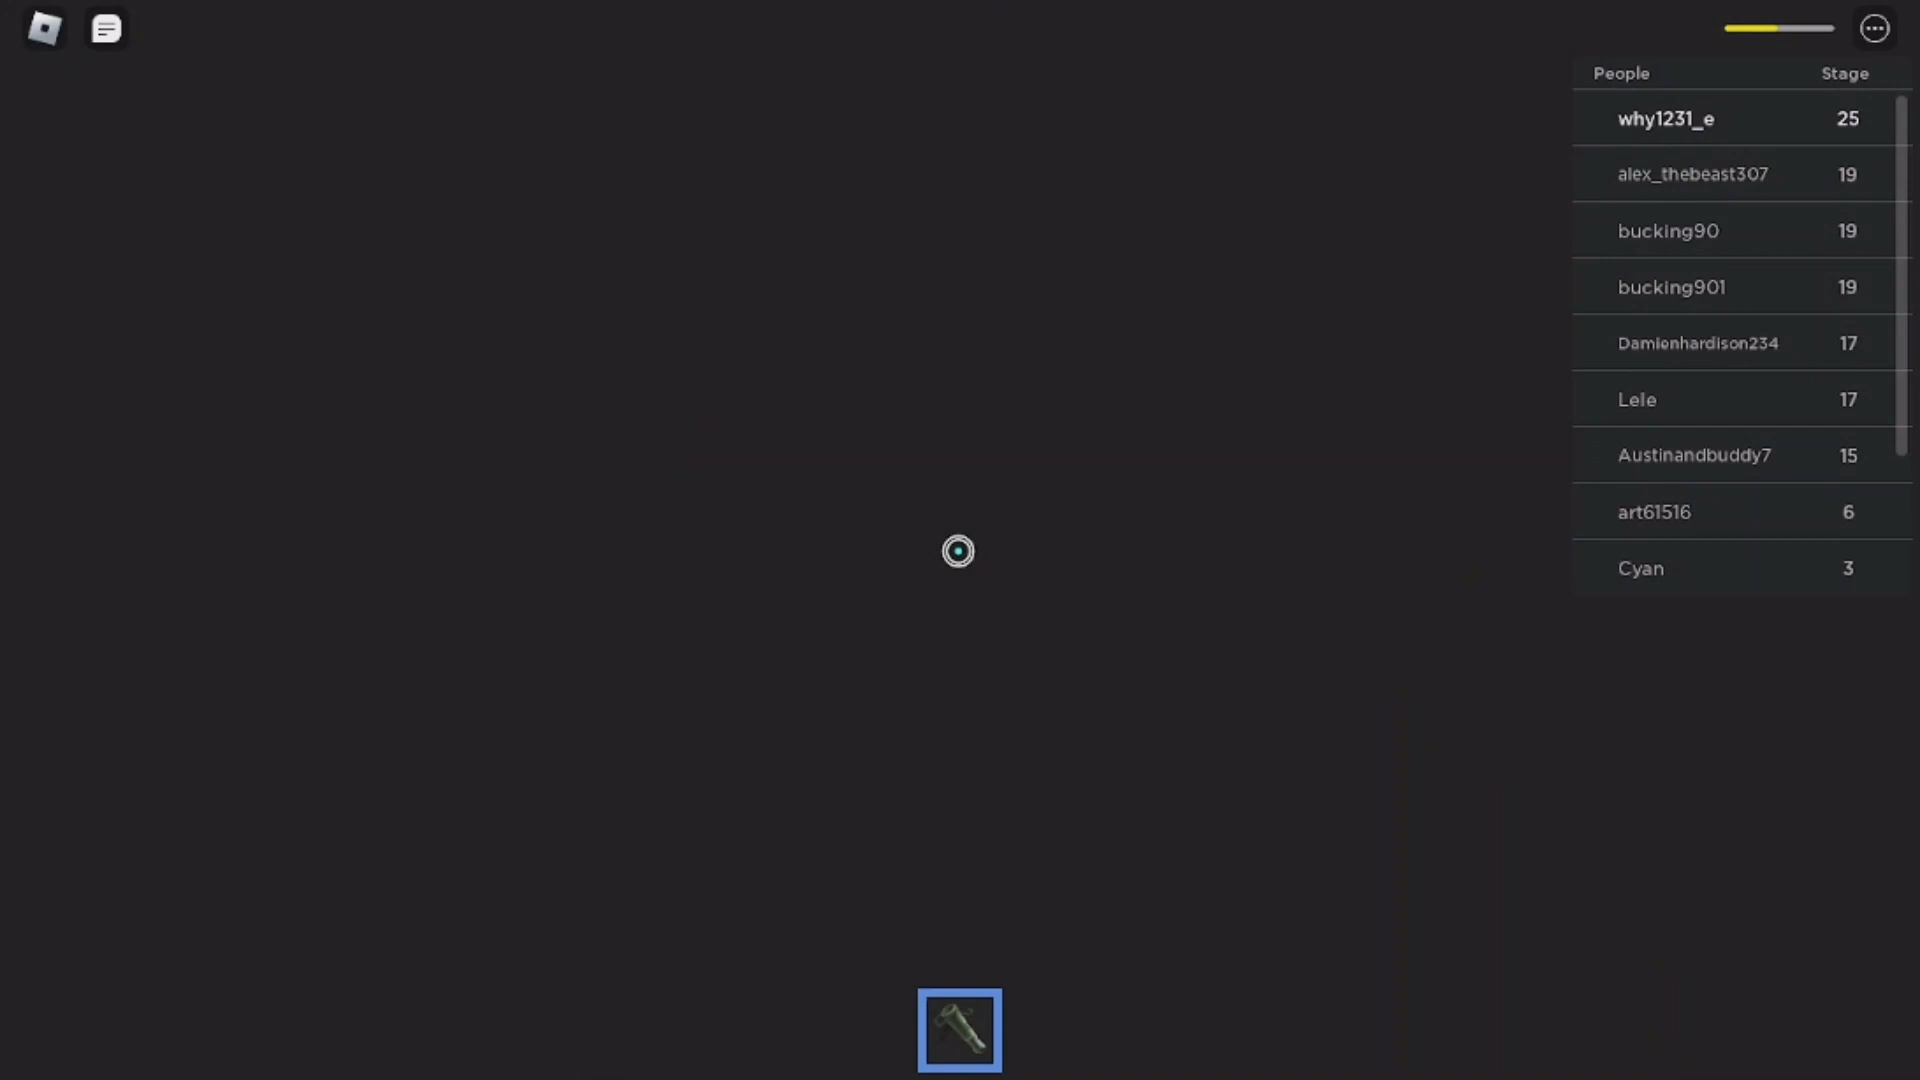 People Stage
why1231_e 25
alex_thebeast307 19
bucking90 19
bucking901 19
Damienhardison234 17
Lele 17
Austinandbuddy7 15
art61516 6
Cyan 3